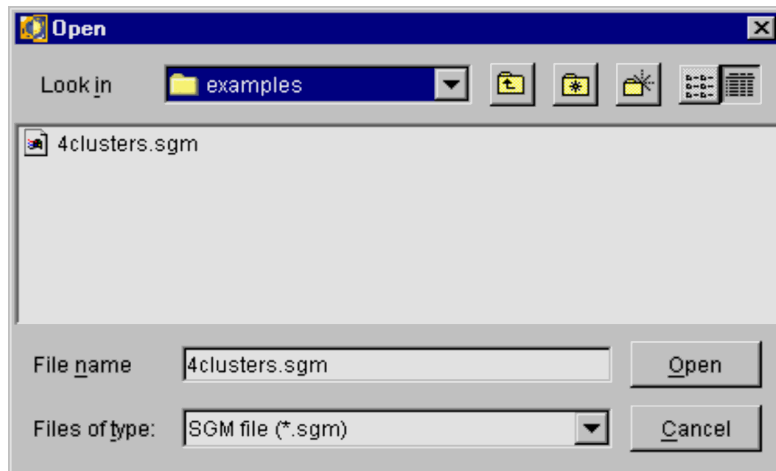 Open
Look in examples
4clusters.sgm
File name 4clusters.sgm Open
Files of type: SGM file (*.sgm) Cancel